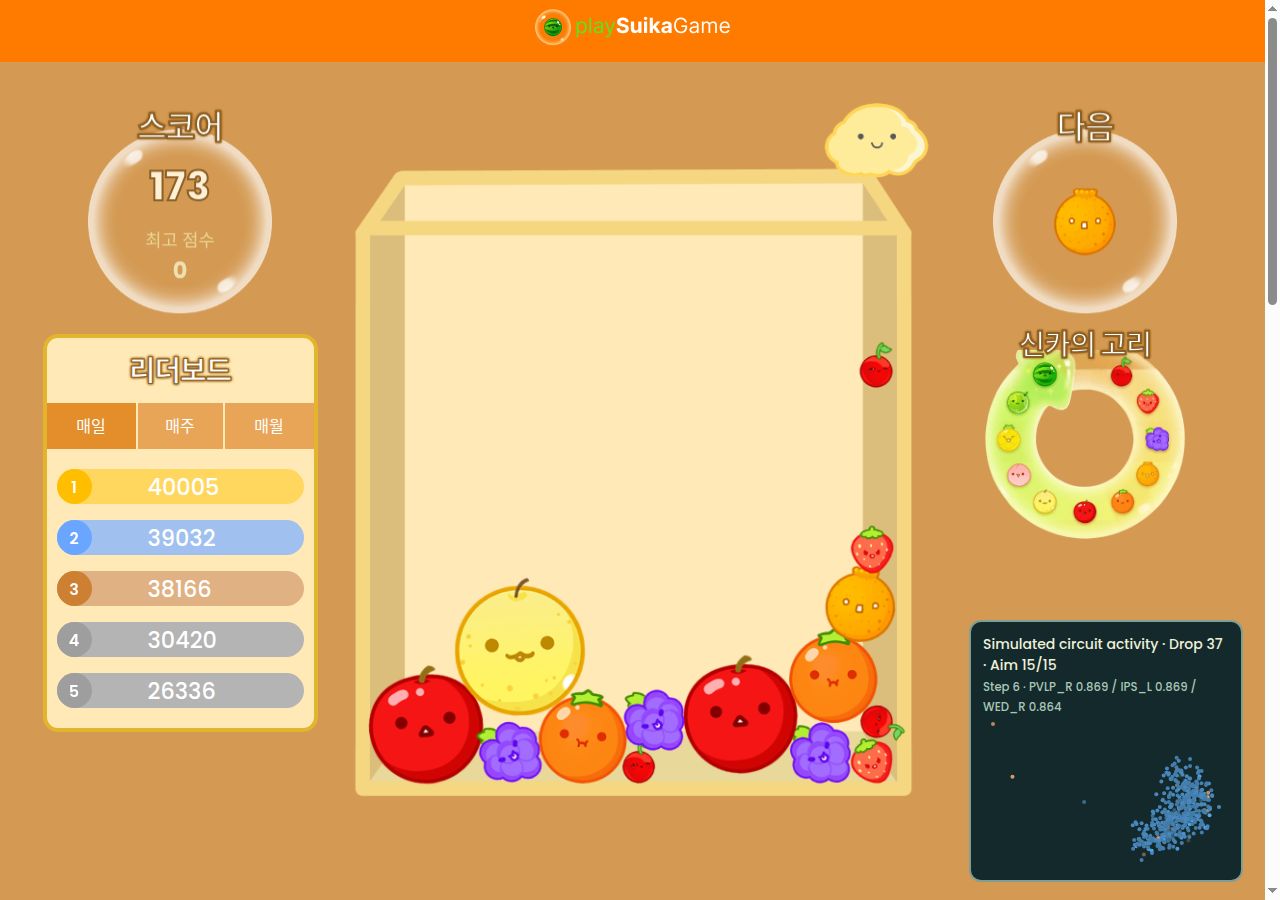 playSuikaGame
스코어
173
최고 점수
0
다음
리더보드
매일 매주 매월
1 40005
2 39032
3 38166
4 30420
5 26336
신카의 고리
Simulated circuit activity · Drop 37
· Aim 15/15
Step 6 · PVLP_R 0.869 / IPS_L 0.869 /
WED_R 0.864